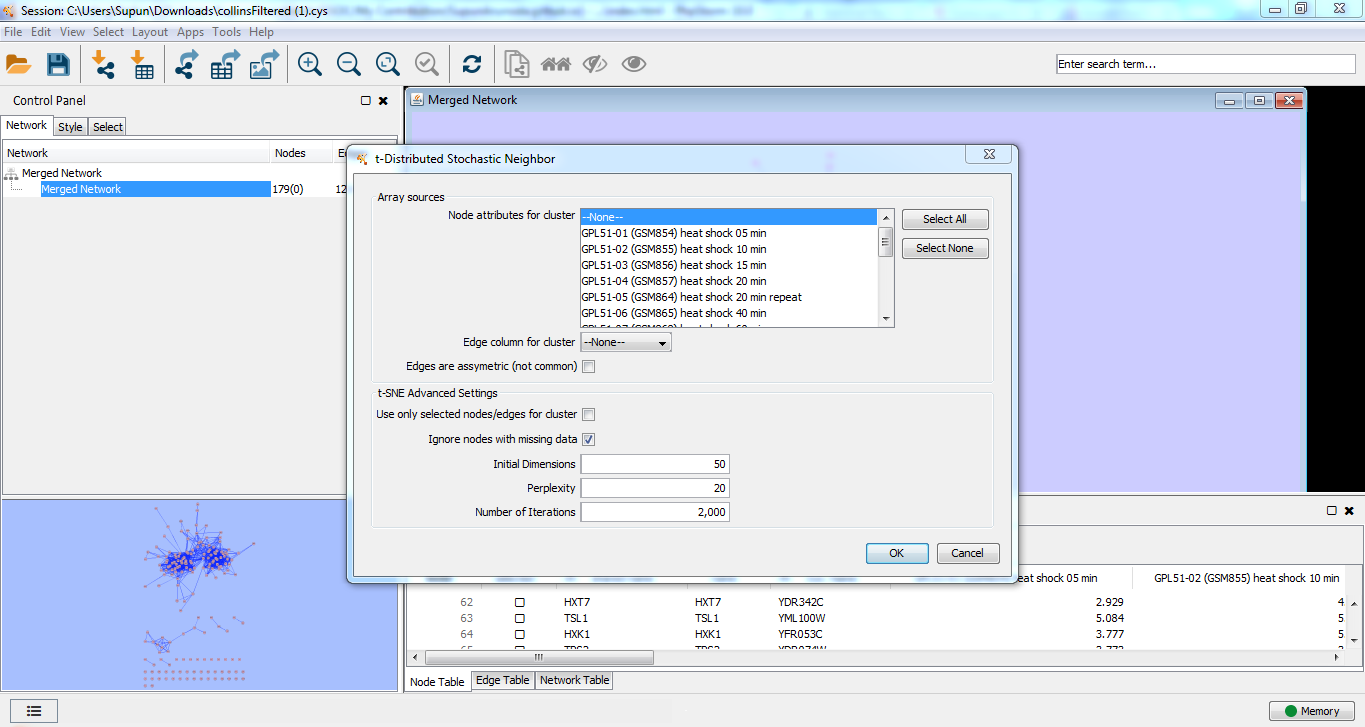 Session: C:\Users\Supun\Downloads\collinsFiltered (1).cys
File Edit View Select Layout Apps Tools Help
Enter search term...
Control Panel
Network Style Select
Network Nodes
Merged Network
Merged Network 179(0) 12
Merged Network
t-Distributed Stochastic Neighbor
Array sources
Node attributes for cluster
--None--
GPL51-01 (GSM854) heat shock 05 min
GPL51-02 (GSM855) heat shock 10 min
GPL51-03 (GSM856) heat shock 15 min
GPL51-04 (GSM857) heat shock 20 min
GPL51-05 (GSM864) heat shock 20 min repeat
GPL51-06 (GSM865) heat shock 40 min
Select All
Select None
Edge column for cluster --None--
Edges are assymetric (not common)
t-SNE Advanced Settings
Use only selected nodes/edges for cluster
Ignore nodes with missing data
Initial Dimensions 50
Perplexity 20
Number of Iterations 2,000
OK Cancel
eat shock 05 min GPL51-02 (GSM855) heat shock 10 min
62 HXT7 HXT7 YDR342C 2.929 4.
63 TSL1 TSL1 YML100W 5.084 5.
64 HXK1 HXK1 YFR053C 3.777 5.
Node Table Edge Table Network Table
Memory